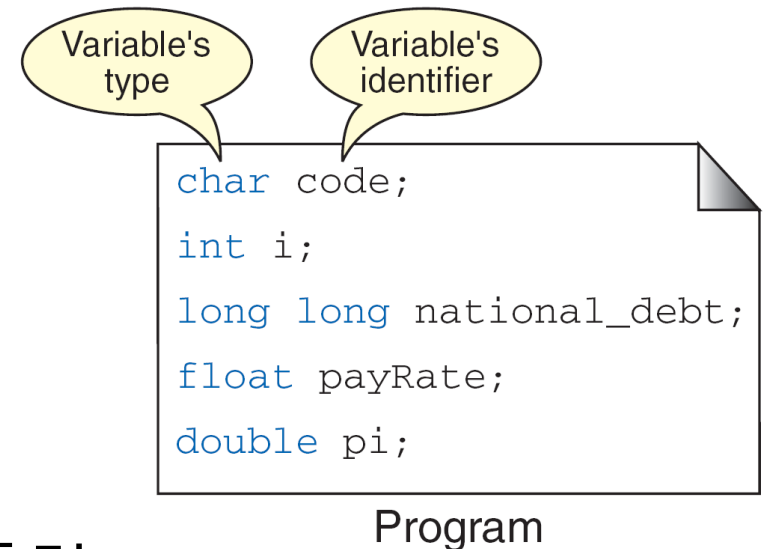 Variable's
type
Variable's
identifier
char code;
int i;
long long national_debt;
float payRate;
double pi;
Program